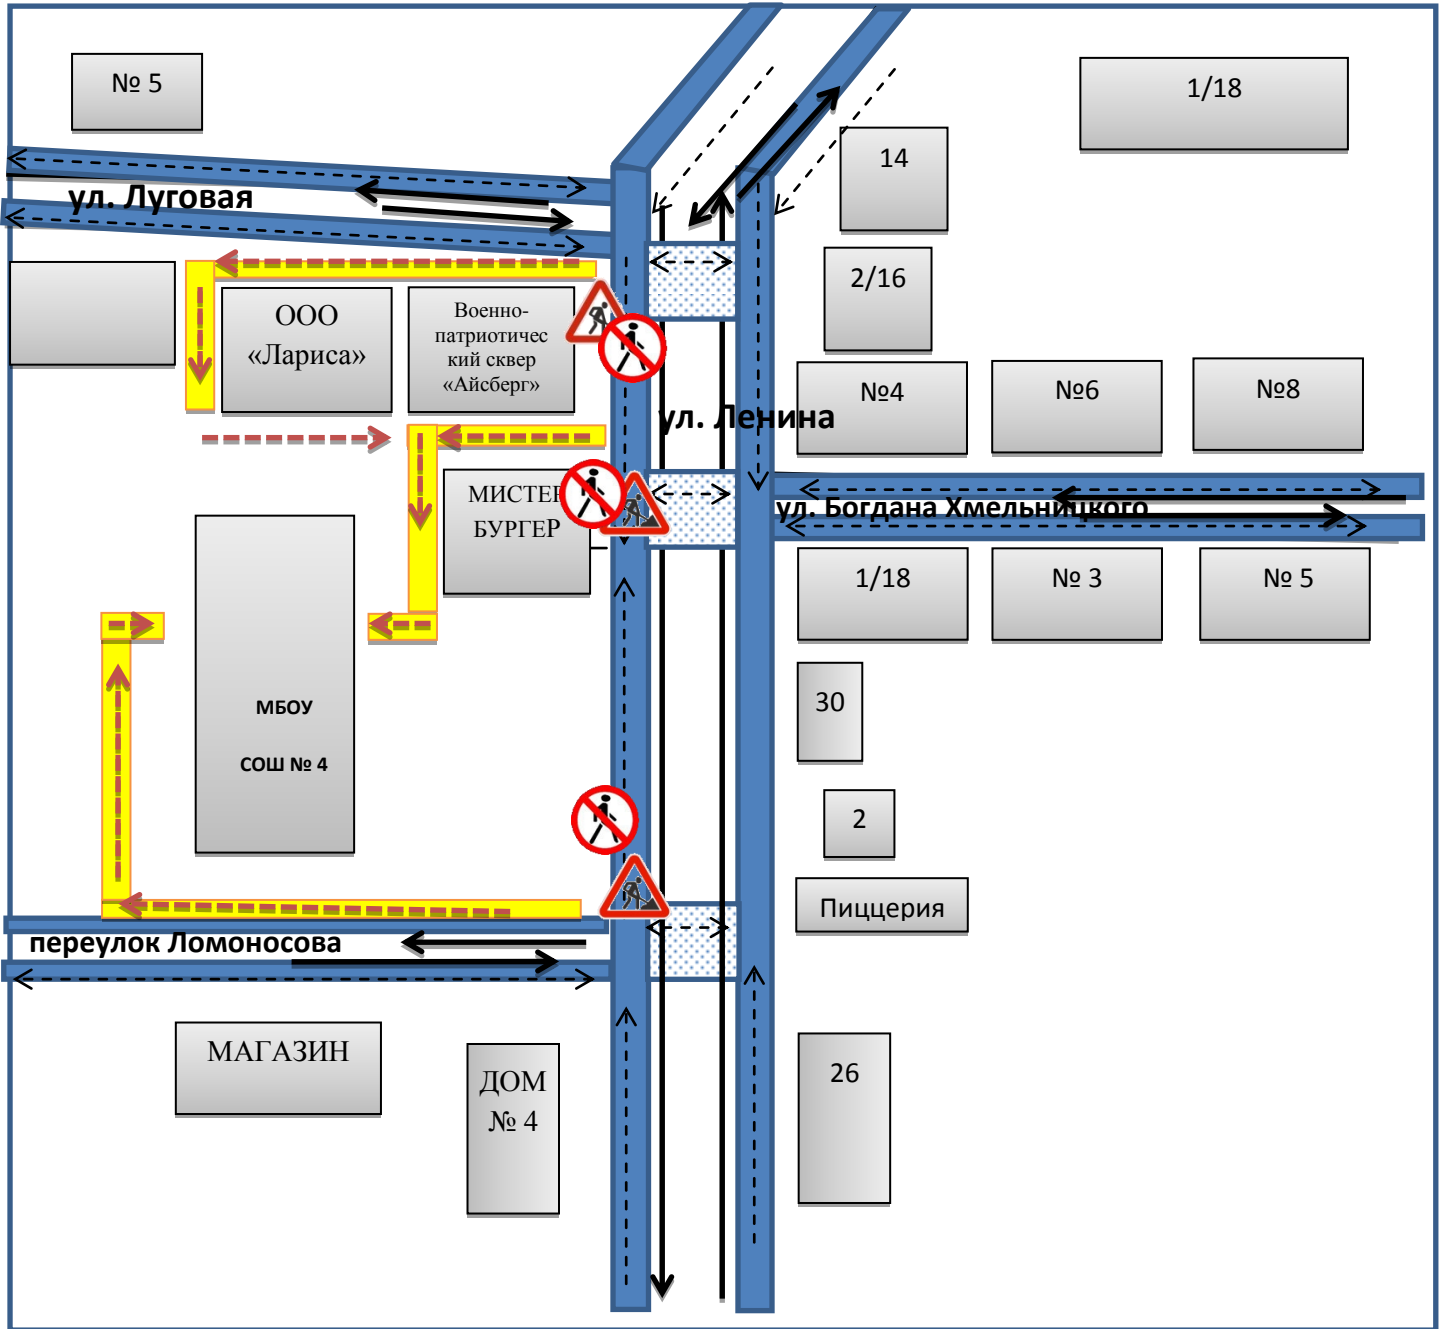 № 5
1/18
14
ул. Луговая
2/16
ООО
«Лариса»
Военно-
патриотичес
кий сквер
«Айсберг»
ул. Ленина
№4
№6
№8
МИСТЕР
БУРГЕР
ул. Богдана Хмельницкого
1/18
№ 3
№ 5
30
МБОУ
СОШ № 4
2
Пиццерия
переулок Ломоносова
МАГАЗИН
ДОМ
№ 4
26